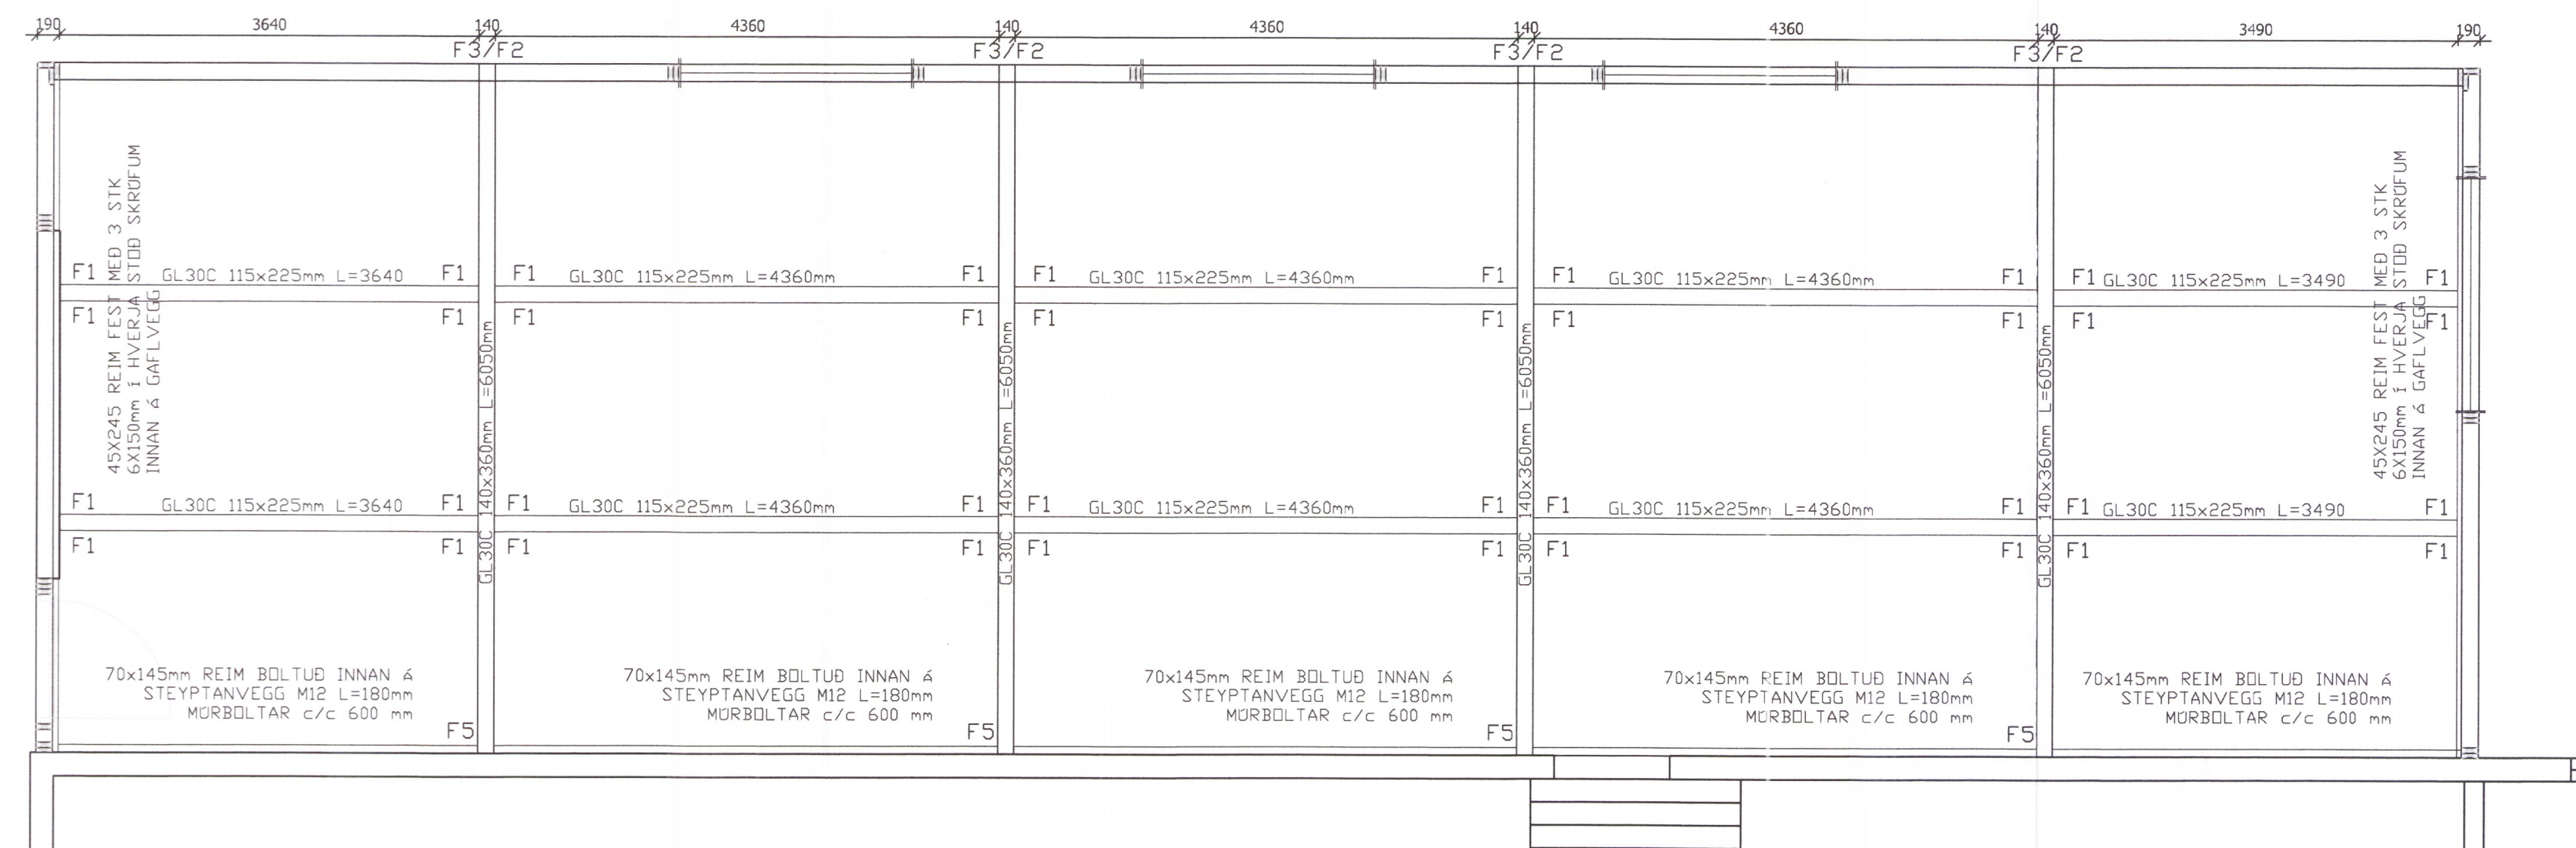 190 3640 140 4360 140 4360 140 4360 140 3490 190
F3/F2 F3/F2 F3/F2 F3/F2
45X245 REIM FEST MEÐ 3 STK
6X150mm Í HVERJA STOÐ SKRÚFUM
INNAN Á GAFLVEGG
45X245 REIM FEST MEÐ 3 STK
6X150mm Í HVERJA STOÐ SKRÚFUM
INNAN Á GAFLVEGG
F1 GL30C 115x225mm L=3640 F1
F1 GL30C 115x225mm L=4360mm F1
F1 GL30C 115x225mm L=4360mm F1
F1 GL30C 115x225mm L=4360mm F1
F1 GL30C 115x225mm L=3490 F1
F1 F1 F1 F1 F1 F1 F1 F1 F1 F1
GL30C 140x360mm L=6050mm
GL30C 140x360mm L=6050mm
GL30C 140x360mm L=6050mm
GL30C 140x360mm L=6050mm
F1 GL30C 115x225mm L=3640 F1
F1 GL30C 115x225mm L=4360mm F1
F1 GL30C 115x225mm L=4360mm F1
F1 GL30C 115x225mm L=4360mm F1
F1 GL30C 115x225mm L=3490 F1
F1 F1 F1 F1 F1 F1 F1 F1 F1 F1
70x145mm REIM BOLTUÐ INNAN Á
STEYPTANVEGG M12 L=180mm
MÚRBOLTAR c/c 600 mm
F5
70x145mm REIM BOLTUÐ INNAN Á
STEYPTANVEGG M12 L=180mm
MÚRBOLTAR c/c 600 mm
F5
70x145mm REIM BOLTUÐ INNAN Á
STEYPTANVEGG M12 L=180mm
MÚRBOLTAR c/c 600 mm
F5
70x145mm REIM BOLTUÐ INNAN Á
STEYPTANVEGG M12 L=180mm
MÚRBOLTAR c/c 600 mm
F5
70x145mm REIM BOLTUÐ INNAN Á
STEYPTANVEGG M12 L=180mm
MÚRBOLTAR c/c 600 mm